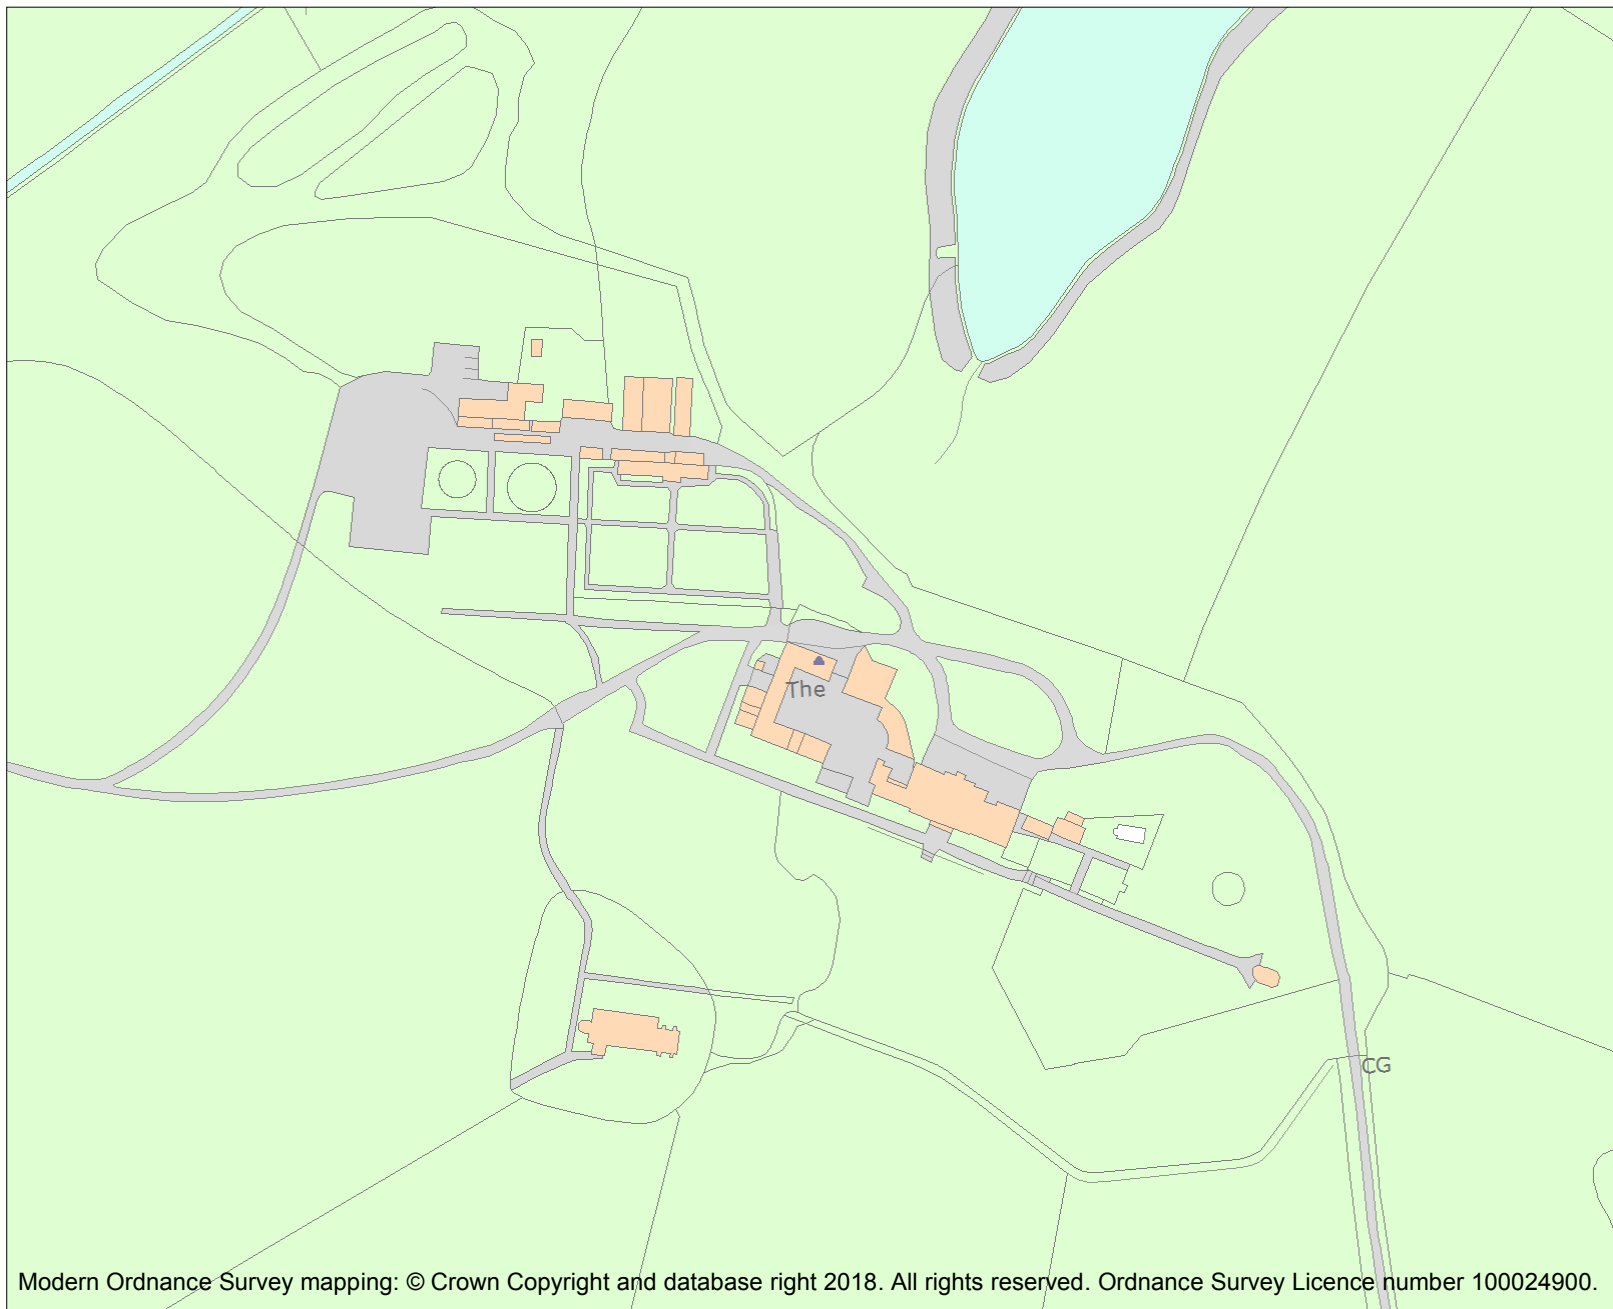 The
CG
Modern Ordnance Survey mapping: © Crown Copyright and database right 2018. All rights reserved. Ordnance Survey Licence number 100024900.